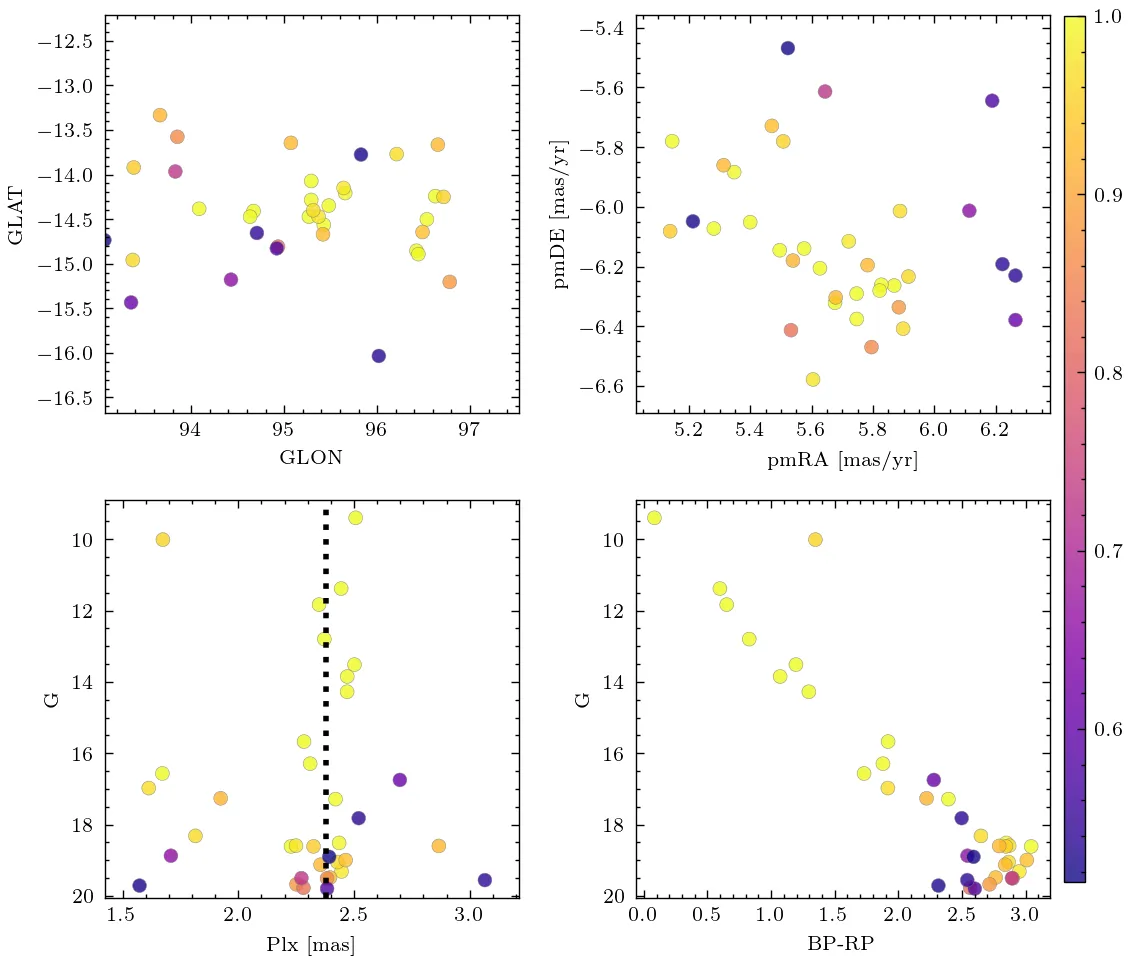 −12.5
−13.0
−13.5
−14.0
−14.5
−15.0
−15.5
−16.0
−16.5
GLAT
94 95 96 97
GLON
−5.4
−5.6
−5.8
−6.0
−6.2
−6.4
−6.6
pmDE [mas/yr]
5.2 5.4 5.6 5.8 6.0 6.2
pmRA [mas/yr]
1.0
0.9
0.8
0.7
0.6
10
12
14
16
18
20
G
1.5 2.0 2.5 3.0
Plx [mas]
10
12
14
16
18
20
G
0.0 0.5 1.0 1.5 2.0 2.5 3.0
BP-RP